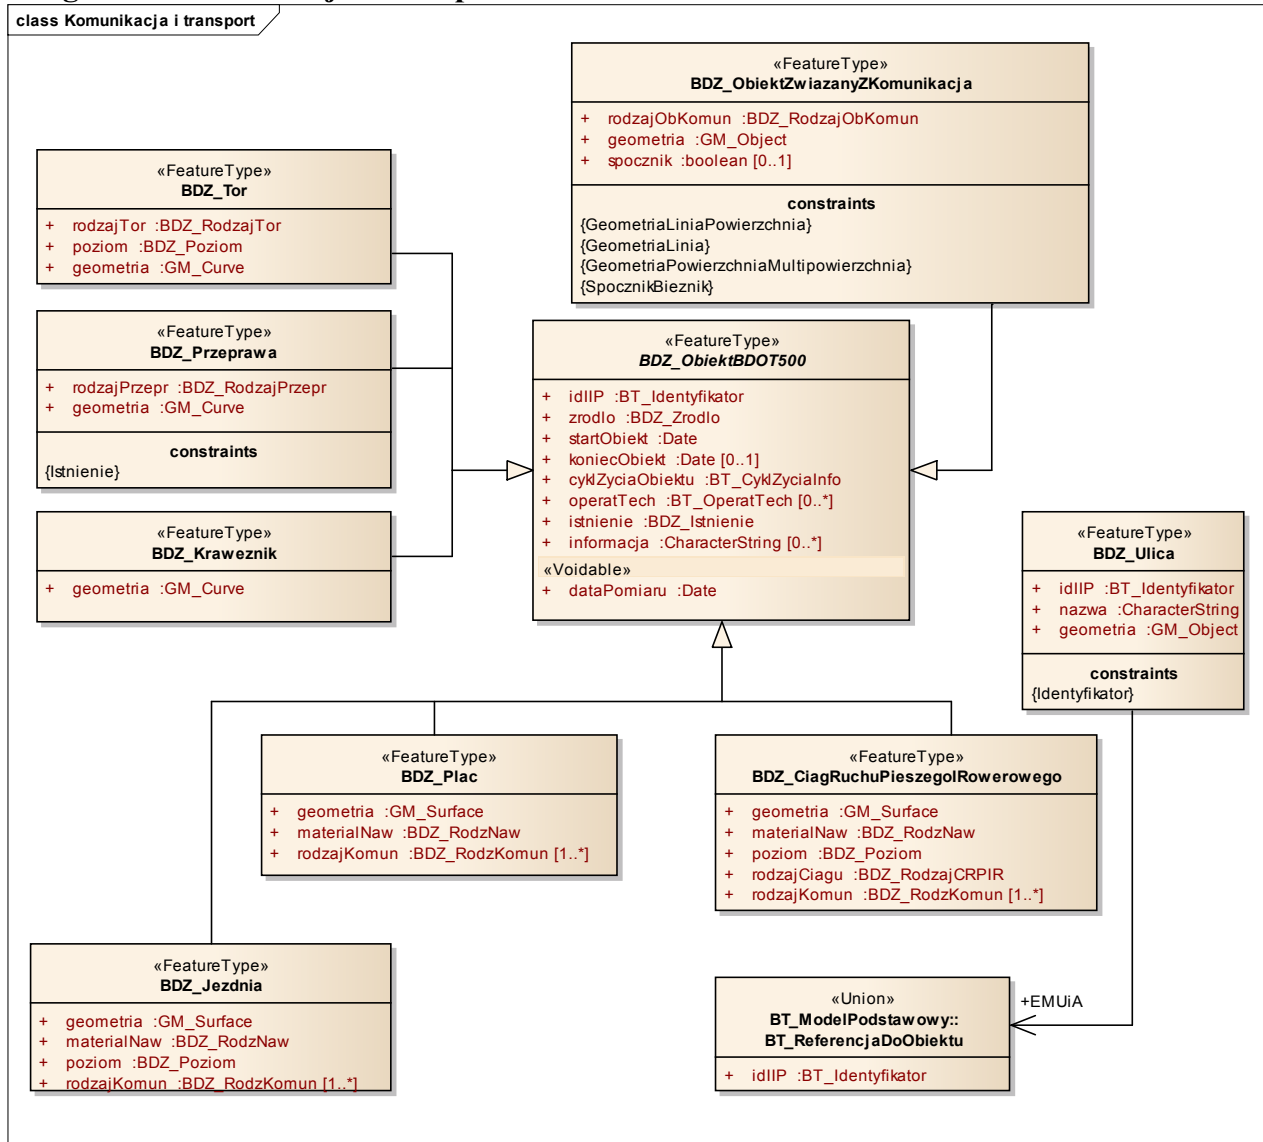 class Komunikacja i transport
«FeatureType»
BDZ_ObiektZwiazanyZKomunikacja
+ rodzajObKomun :BDZ_RodzajObKomun
+ geometria :GM_Object
+ spocznik :boolean [0..1]
constraints
{GeometriaLiniaPowierzchnia}
{GeometriaLinia}
{GeometriaPowierzchniaMultipowierzchnia}
{SpocznikBieznik}
«FeatureType»
BDZ_Tor
+ rodzajTor :BDZ_RodzajTor
+ poziom :BDZ_Poziom
+ geometria :GM_Curve
«FeatureType»
BDZ_Przeprawa
+ rodzajPrzepr :BDZ_RodzajPrzepr
+ geometria :GM_Curve
constraints
{Istnienie}
«FeatureType»
BDZ_Kraweznik
+ geometria :GM_Curve
«FeatureType»
BDZ_ObiektBDOT500
+ idIIP :BT_Identyfikator
+ zrodlo :BDZ_Zrodlo
+ startObiekt :Date
+ koniecObiekt :Date [0..1]
+ cyklZyciaObiektu :BT_CyklZyciaInfo
+ operatTech :BT_OperatTech [0..*]
+ istnienie :BDZ_Istnienie
+ informacja :CharacterString [0..*]
«Voidable»
+ dataPomiaru :Date
«FeatureType»
BDZ_Ulica
+ idIIP :BT_Identyfikator
+ nazwa :CharacterString
+ geometria :GM_Object
constraints
{Identyfikator}
«FeatureType»
BDZ_Plac
+ geometria :GM_Surface
+ materialNaw :BDZ_RodzNaw
+ rodzajKomun :BDZ_RodzKomun [1..*]
«FeatureType»
BDZ_CiagRuchuPieszegoIRowerowego
+ geometria :GM_Surface
+ materialNaw :BDZ_RodzNaw
+ poziom :BDZ_Poziom
+ rodzajCiagu :BDZ_RodzajCRPIR
+ rodzajKomun :BDZ_RodzKomun [1..*]
«FeatureType»
BDZ_Jezdnia
+ geometria :GM_Surface
+ materialNaw :BDZ_RodzNaw
+ poziom :BDZ_Poziom
+ rodzajKomun :BDZ_RodzKomun [1..*]
«Union»
BT_ModelPodstawowy::
BT_ReferencjaDoObiektu
+ idIIP :BT_Identyfikator
+EMUiA